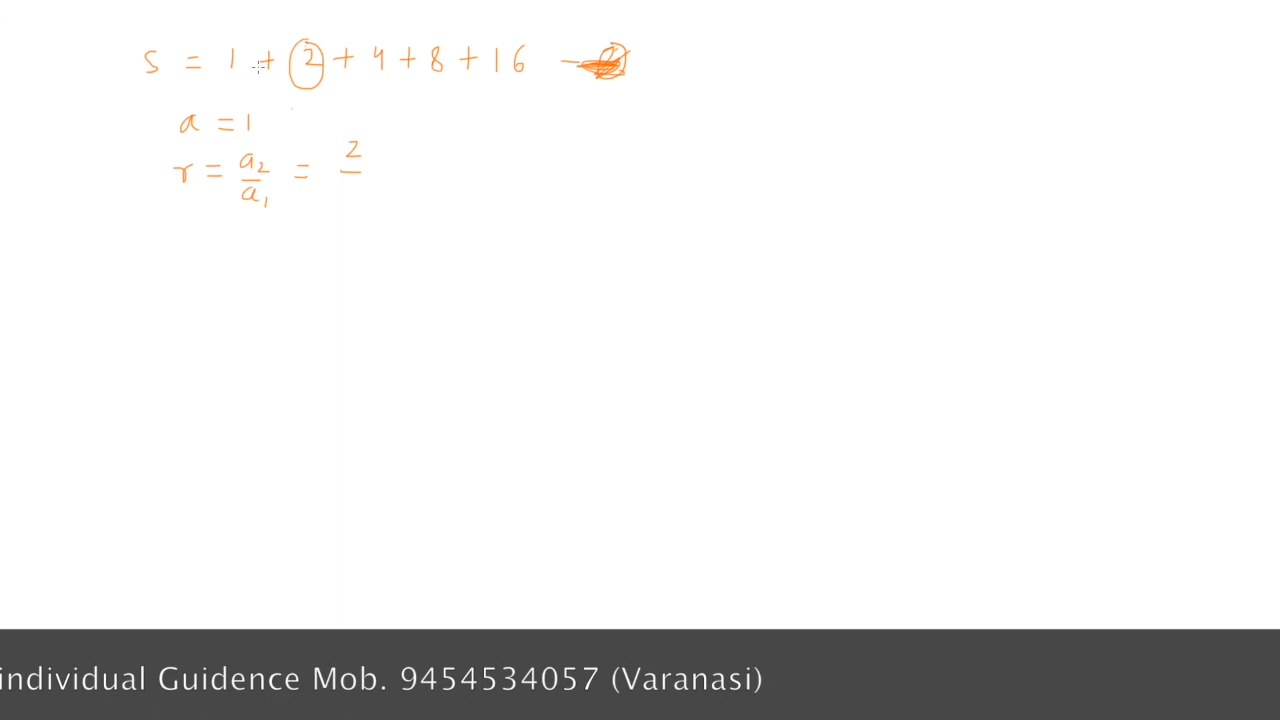 S = 1 + 2 + 4 + 8 + 16 -
a = 1
r = a₂/a₁ = 2/
individual Guidence Mob. 9454534057 (Varanasi)